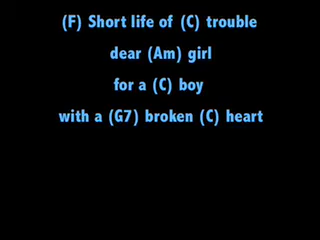 (F) Short life of (C) trouble
dear (Am) girl
for a (C) boy
with a (G7) broken (C) heart